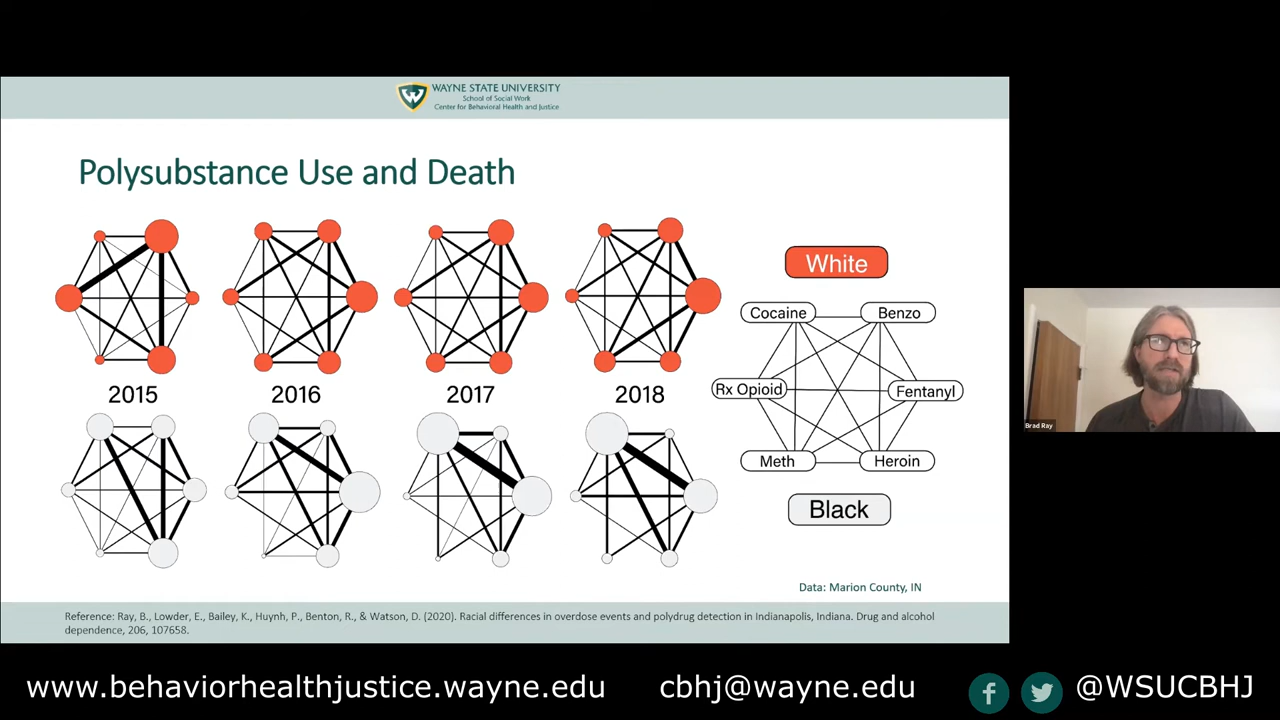 WAYNE STATE UNIVERSITY
School of Social Work
Center for Behavioral Health and Justice
Polysubstance Use and Death
White
Cocaine
Benzo
2015
2016
2017
2018
Rx Opioid
Fentanyl
Meth
Heroin
Black
Brad Ray
Data: Marion County, IN
Reference: Ray, B., Lowder, E., Bailey, K., Huynh, P., Benton, R., & Watson, D. (2020). Racial differences in overdose events and polydrug detection in Indianapolis, Indiana. Drug and alcohol
dependence, 206, 107658.
www.behaviorhealthjustice.wayne.edu
cbhj@wayne.edu
@WSUCBHJ